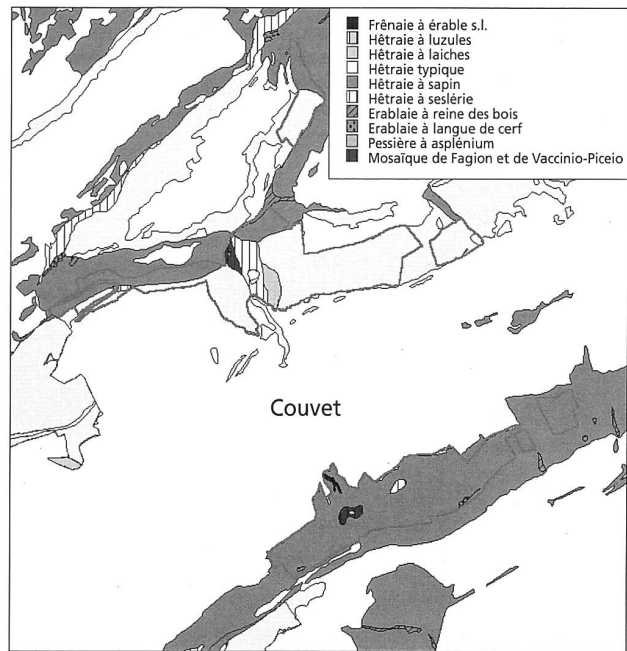 Frênaie à érable s.l.
Hêtraie à luzules
Hêtraie à laiches
Hêtraie typique
Hêtraie à sapin
Hêtraie à seslérie
Erablaie à reine des bois
Erablaie à langue de cerf
Pessière à asplénium
Mosaïque de Fagion et de Vaccinio-Piceio
Couvet